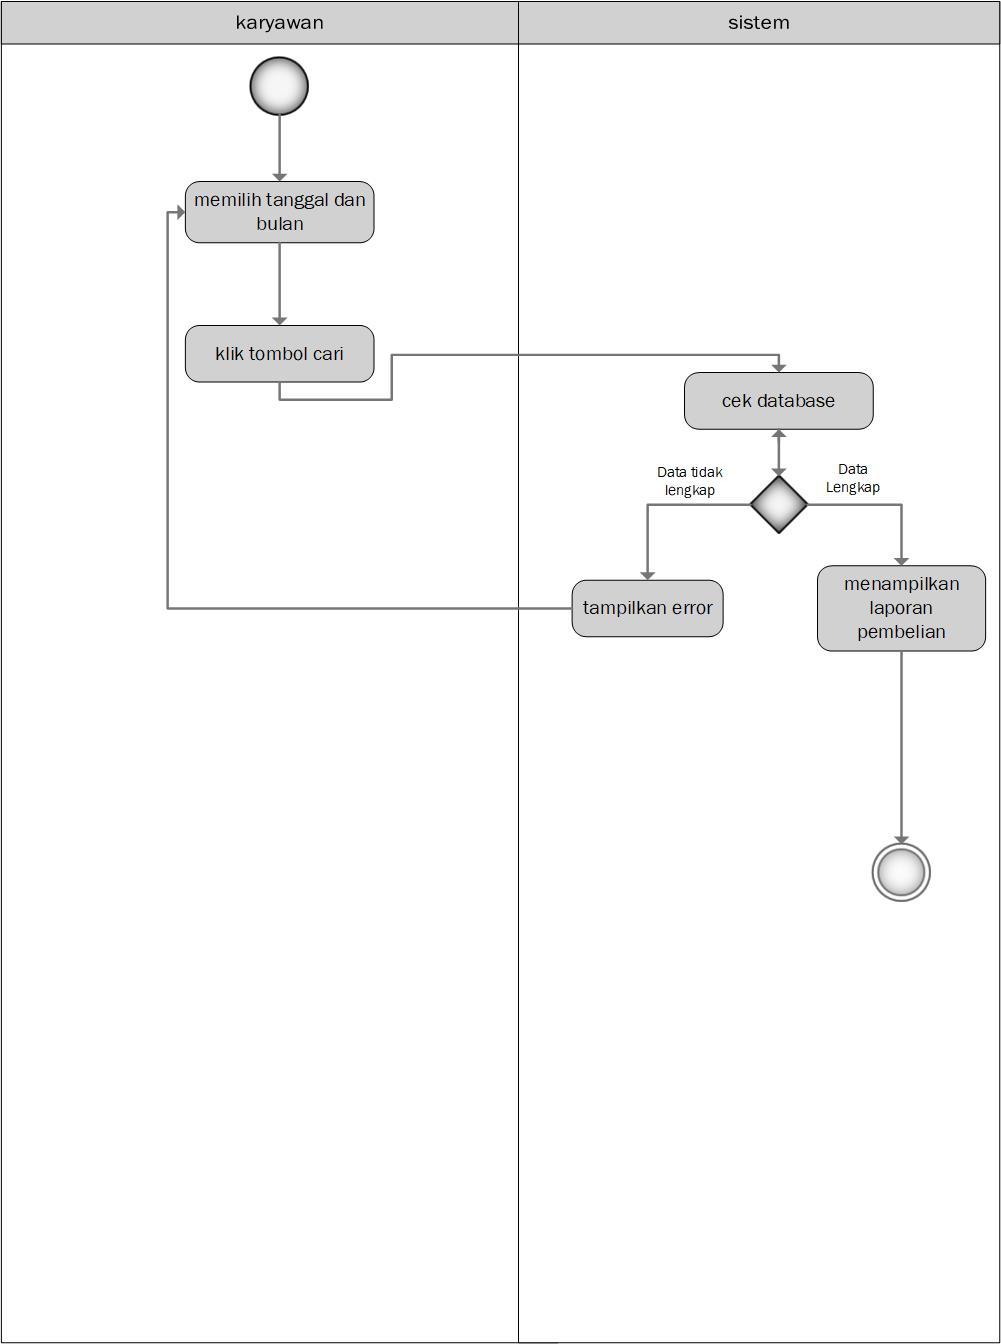 karyawan
sistem
memilih tanggal dan
bulan
klik tombol cari
cek database
Data tidak
lengkap
Data
Lengkap
tampilkan error
menampilkan
laporan
pembelian